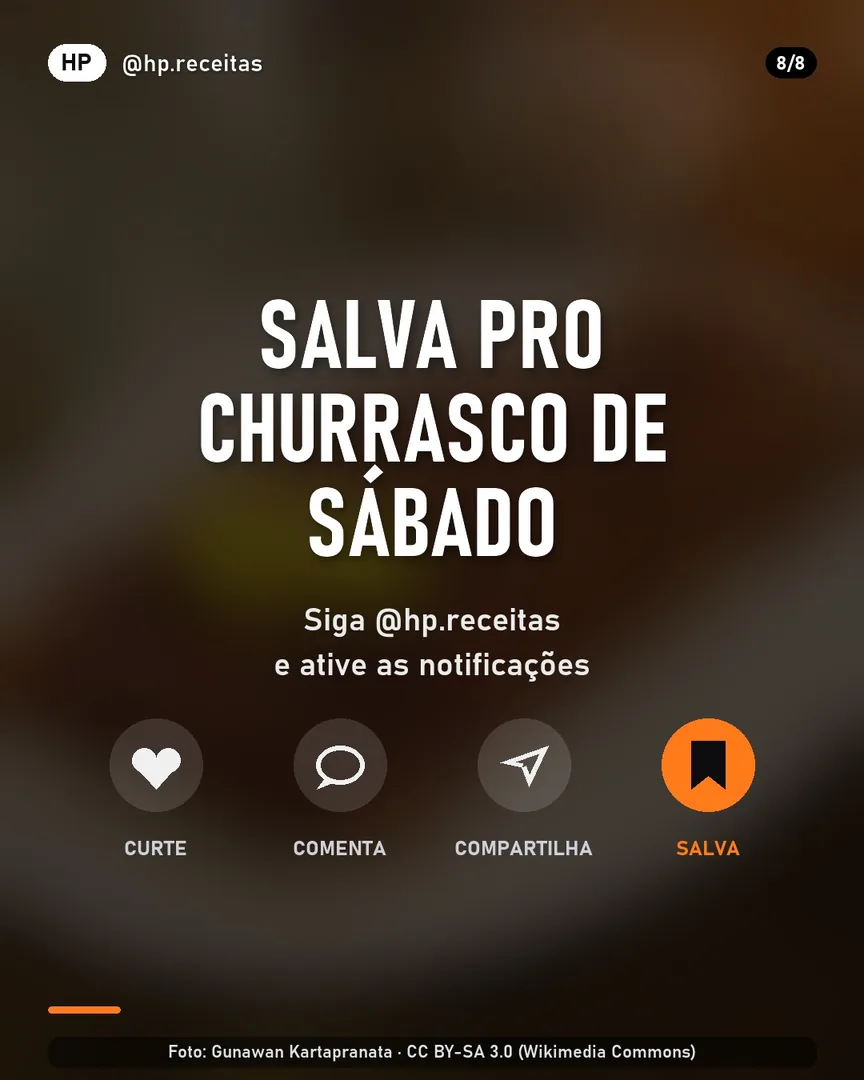 HP @hp.receitas 8/8
SALVA PRO
CHURRASCO DE
SÁBADO
Siga @hp.receitas
e ative as notificações
CURTE COMENTA COMPARTILHA SALVA
Foto: Gunawan Kartapranata · CC BY-SA 3.0 (Wikimedia Commons)